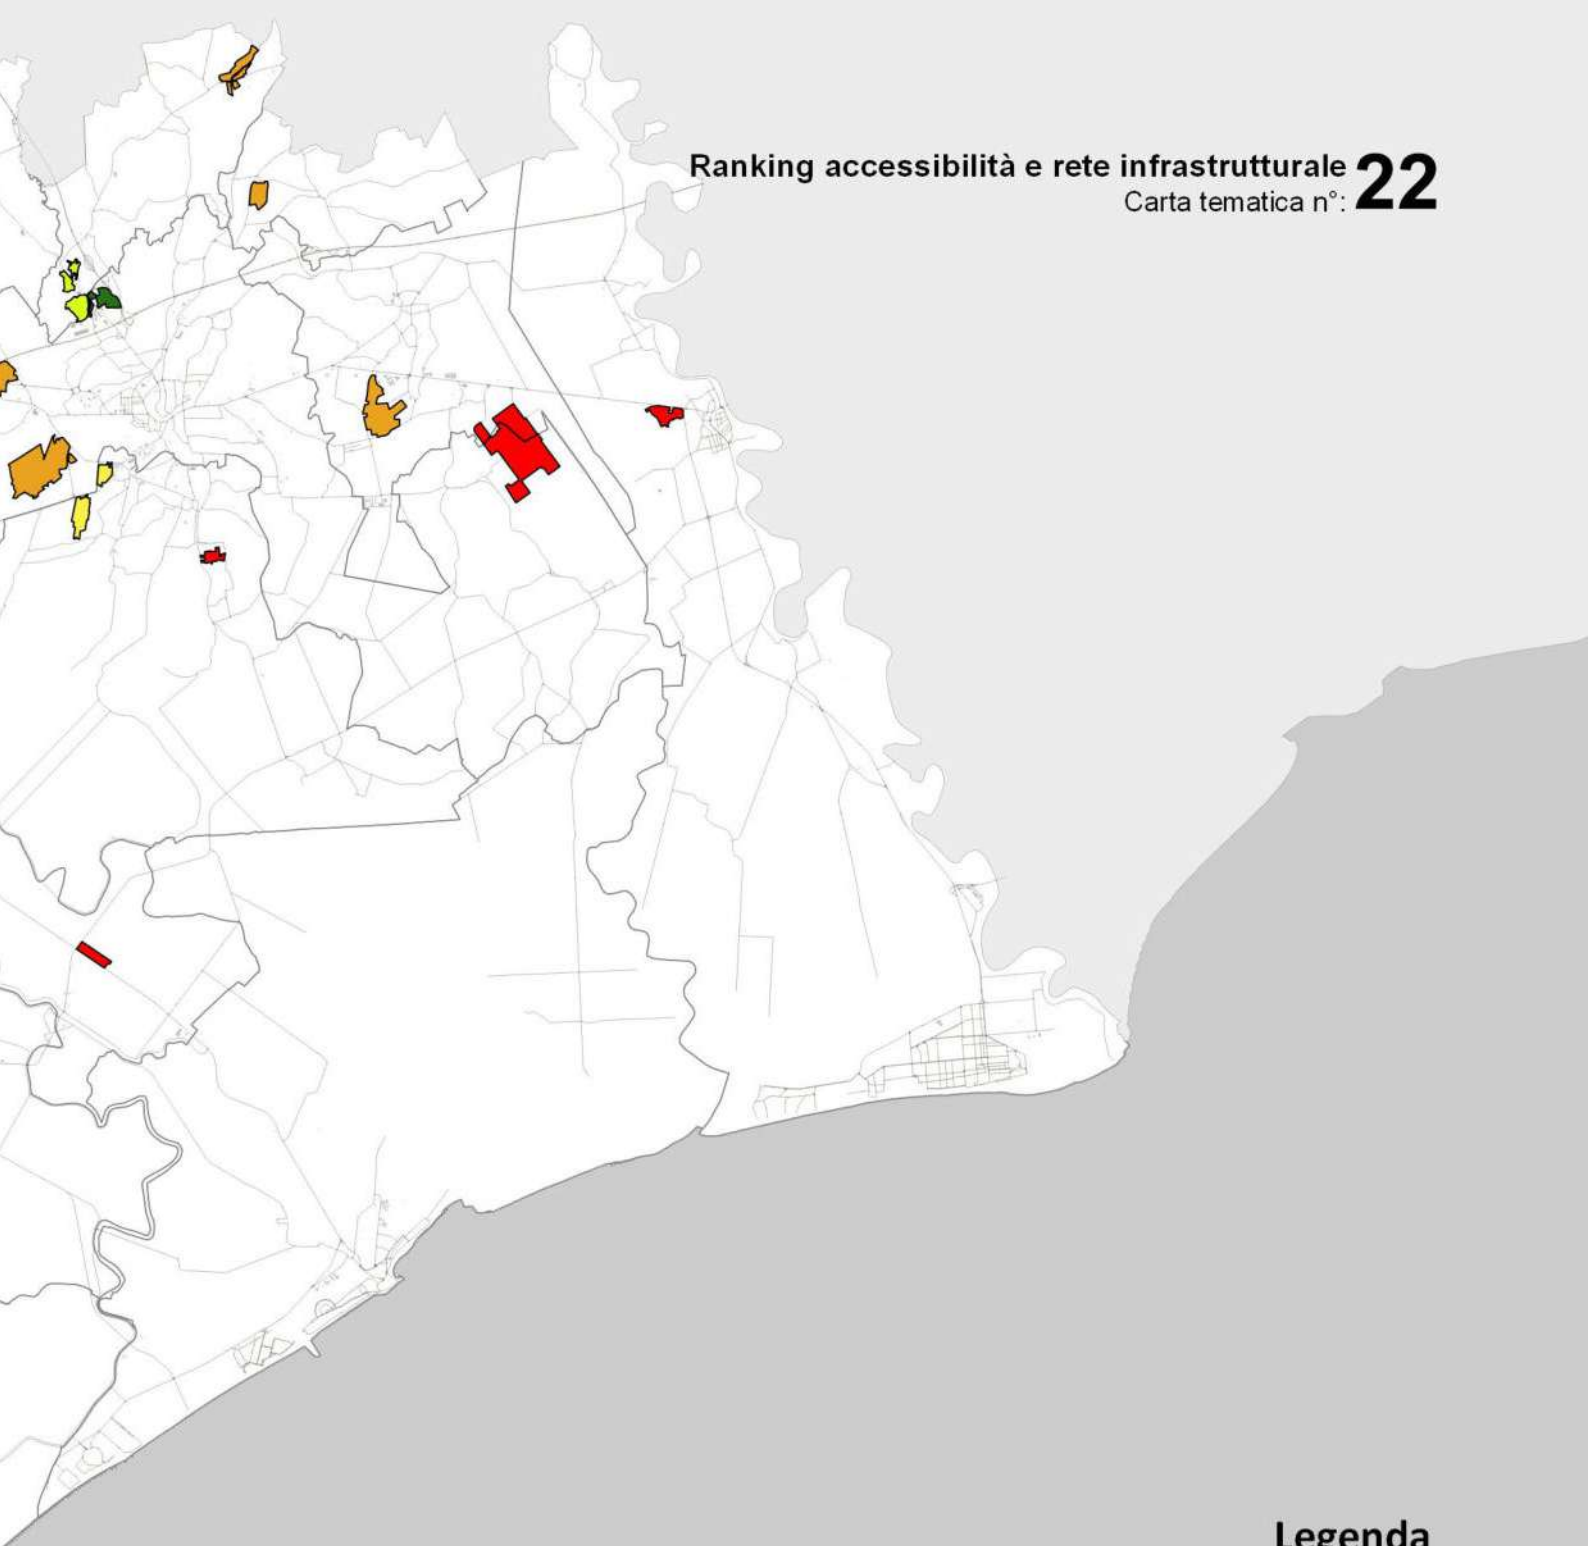 Ranking accessibilità e rete infrastrutturale
Carta tematica n°: 22
Legenda